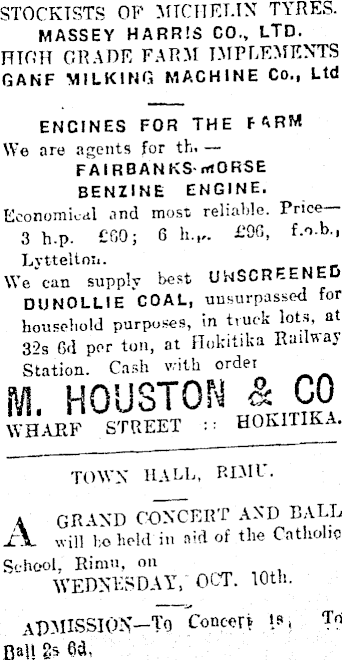 STOCKISTS OF MICHELIN TYRES.
MASSEY HARRIS CO., LTD.
HIGH GRADE FARM IMPLEMENTS
GANF MILKING MACHINE Co., Ltd
ENGINES FOR THE FARM
We are agents for th. —
FAIRBANKS-MORSE
BENZINE ENGINE.
Economical and most reliable. Price—
3 h.p. £60; 6 h.p. £96, f.o.b.,
Lyttelton.
We can supply best UNSCREENED
DUNOLLIE COAL, unsurpassed for
household purposes, in truck lots, at
32s 6d per ton, at Hokitika Railway
Station. Cash with order
M. HOUSTON & CO
WHARF STREET :: HOKITIKA.
TOWN HALL, RIMU.
A GRAND CONCERT AND BALL
will be held in aid of the Catholic
School, Rimu, on
WEDNESDAY, OCT. 10th.
ADMISSION—To Concert 1s, To
Ball 2s 6d.